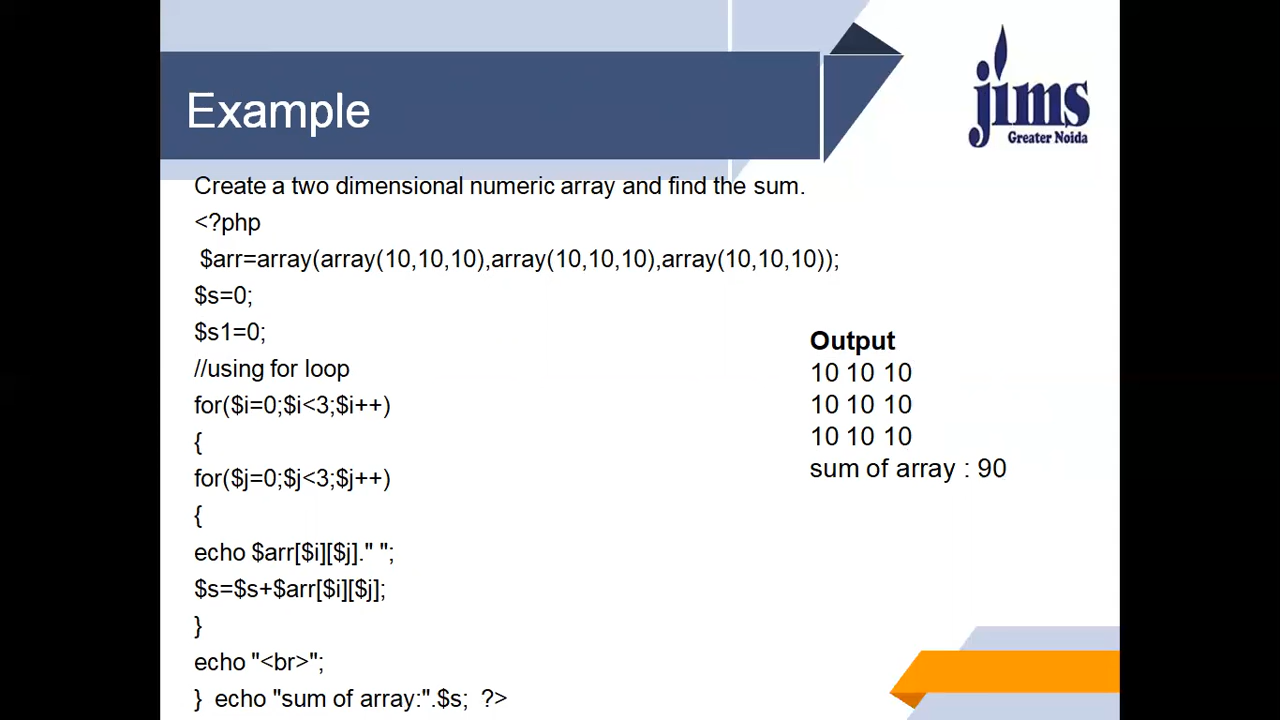 Example
jims
Greater Noida
Create a two dimensional numeric array and find the sum.
<?php
$arr=array(array(10,10,10),array(10,10,10),array(10,10,10));
$s=0;
$s1=0;
//using for loop
for($i=0;$i<3;$i++)
{
for($j=0;$j<3;$j++)
{
echo $arr[$i][$j]." ";
$s=$s+$arr[$i][$j];
}
echo "<br>";
}  echo "sum of array:".$s;  ?>
Output
10 10 10
10 10 10
10 10 10
sum of array : 90